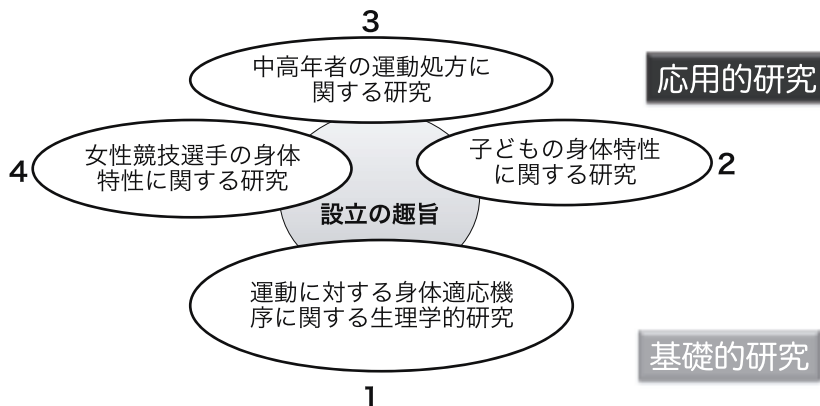 3
中高年者の運動処方に
関する研究
応用的研究
4
女性競技選手の身体
特性に関する研究
子どもの身体特性
に関する研究
2
設立の趣旨
運動に対する身体適応機
序に関する生理学的研究
基礎的研究
1